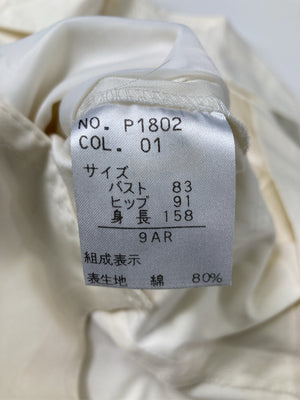 NO. P1802
COL. 01
サイズ
バスト 83
ヒップ 91
身長 158
9AR
組成表示
表生地 綿 80%